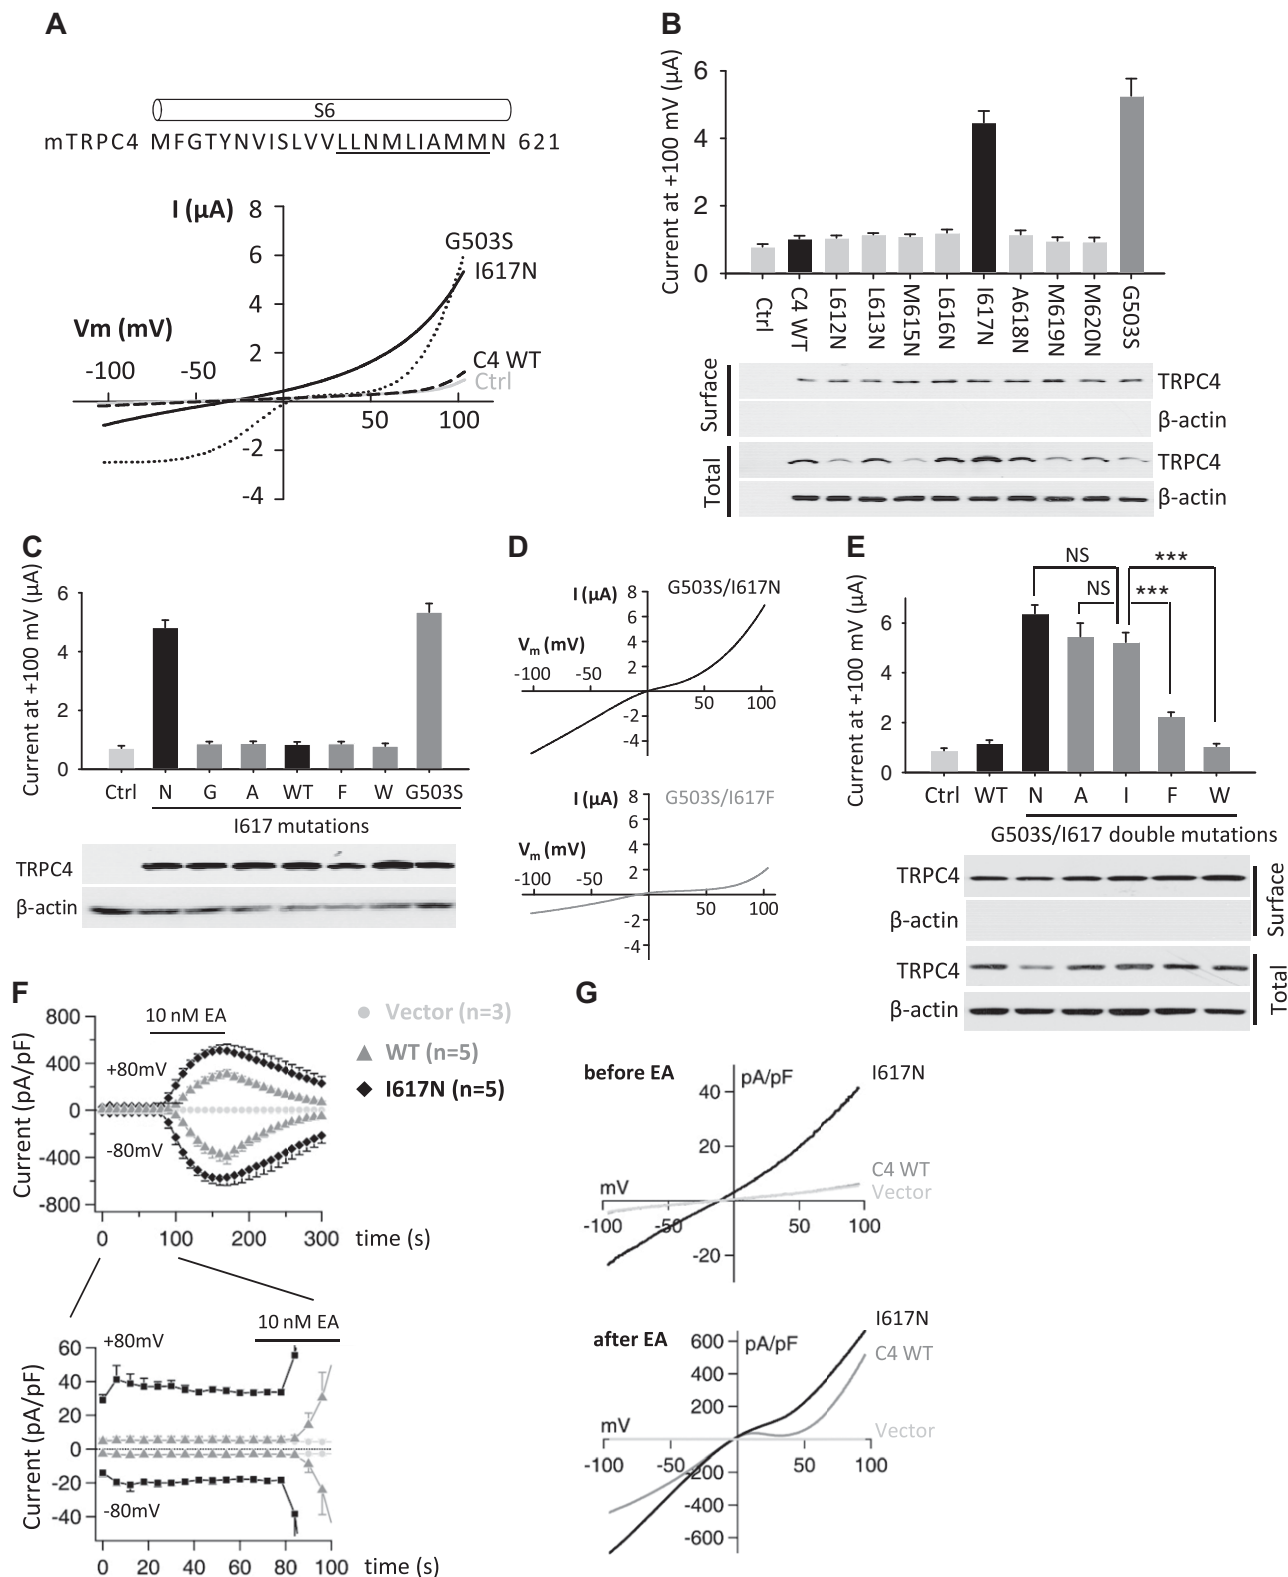 A
S6
mTRPC4 MFGTYNVISLVVLLNMLIAMMN 621
I (µA)
8
6
4
2
-2
-4
G503S
I617N
C4 WT
Ctrl
Vm (mV)
-100
-50
50
100
B
Current at +100 mV (µA)
6
4
2
0
Ctrl
C4 WT
L612N
L613N
M615N
L616N
I617N
A618N
M619N
M620N
G503S
Surface
TRPC4
β-actin
Total
TRPC4
β-actin
C
Current at +100 mV (µA)
6
4
2
0
Ctrl N G A WT F W G503S
I617 mutations
TRPC4
β-actin
D
I (µA)
G503S/I617N
8
6
4
2
-2
-4
Vm (mV)
-100 -50
50 100
I (µA)
G503S/I617F
8
6
4
2
-2
-4
Vm (mV)
-100 -50
50 100
E
Current at +100 mV (µA)
NS
***
NS
***
6
4
2
0
Ctrl WT N A I F W
G503S/I617 double mutations
TRPC4
β-actin
Surface
TRPC4
β-actin
Total
F
Current (pA/pF)
800
400
0
-400
-800
10 nM EA
+80mV
-80mV
0 100 200 300 time (s)
Vector (n=3)
WT (n=5)
I617N (n=5)
Current (pA/pF)
60
40
20
0
-20
-40
+80mV
10 nM EA
-80mV
0 20 40 60 80 100 time (s)
G
before EA
pA/pF
I617N
40
20
-20
C4 WT
Vector
mV
-100 -50 50 100
after EA
pA/pF
I617N
C4 WT
Vector
600
400
200
-200
-400
-600
mV
-100 -50 50 100